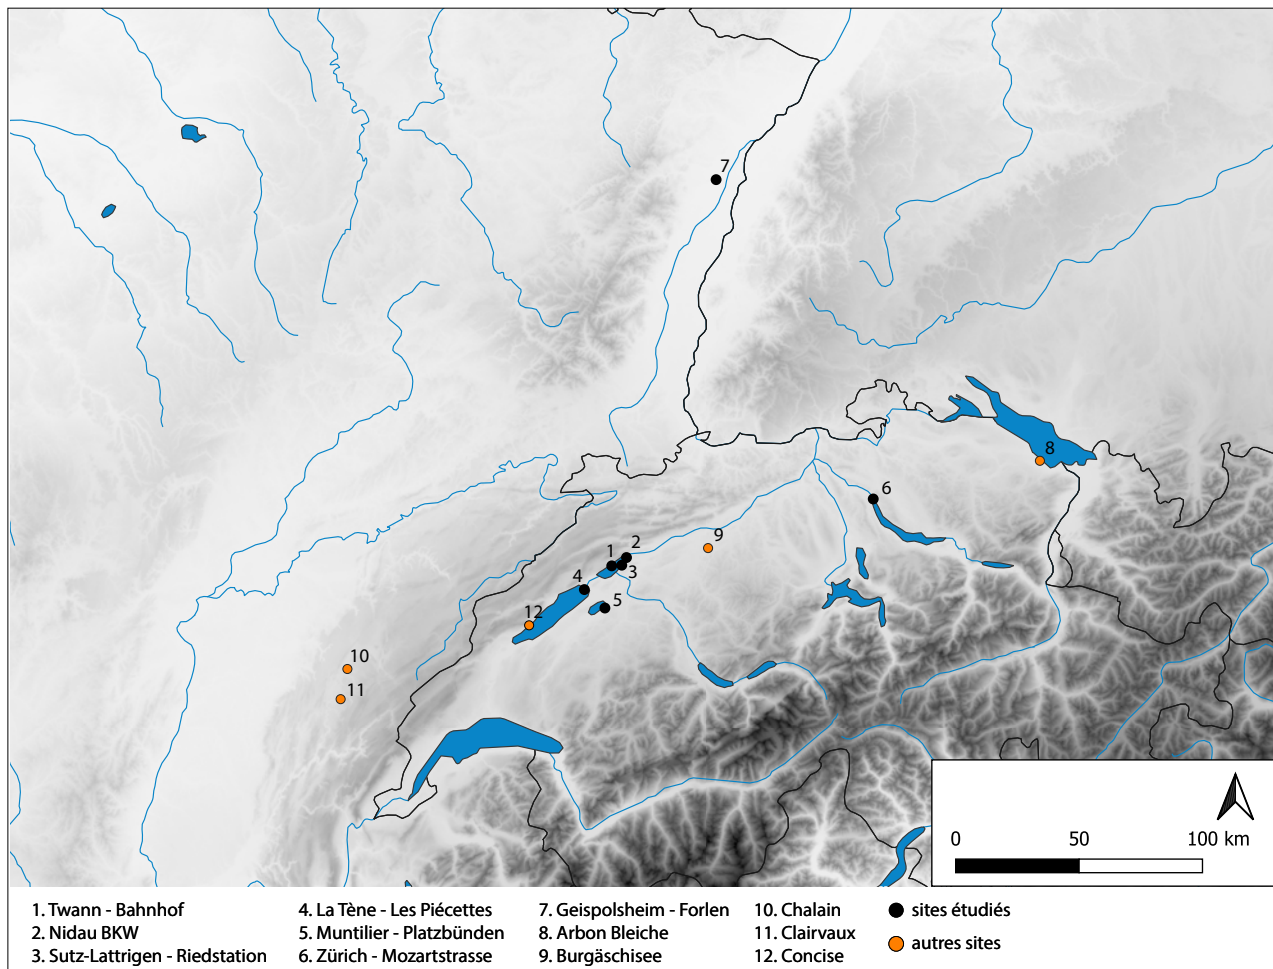 7
8
6
9
2
1
3
4
5
12
10
11
0 50 100 km
1. Twann - Bahnhof
2. Nidau BKW
3. Sutz-Lattrigen - Riedstation
4. La Tène - Les Piécettes
5. Muntilier - Platzbünden
6. Zürich - Mozartstrasse
7. Geispolsheim - Forlen
8. Arbon Bleiche
9. Burgäschisee
10. Chalain
11. Clairvaux
12. Concise
sites étudiés
autres sites